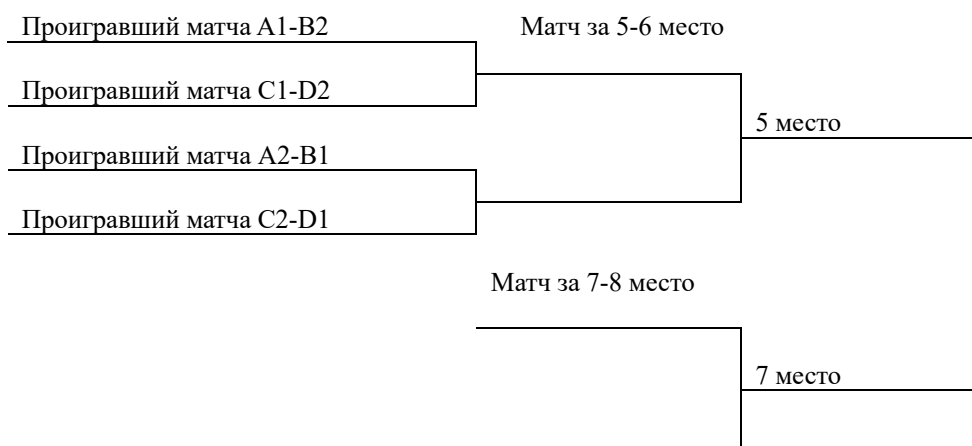 Проигравший матча A1-B2
Матч за 5-6 место
Проигравший матча C1-D2
5 место
Проигравший матча A2-B1
Проигравший матча C2-D1
Матч за 7-8 место
7 место